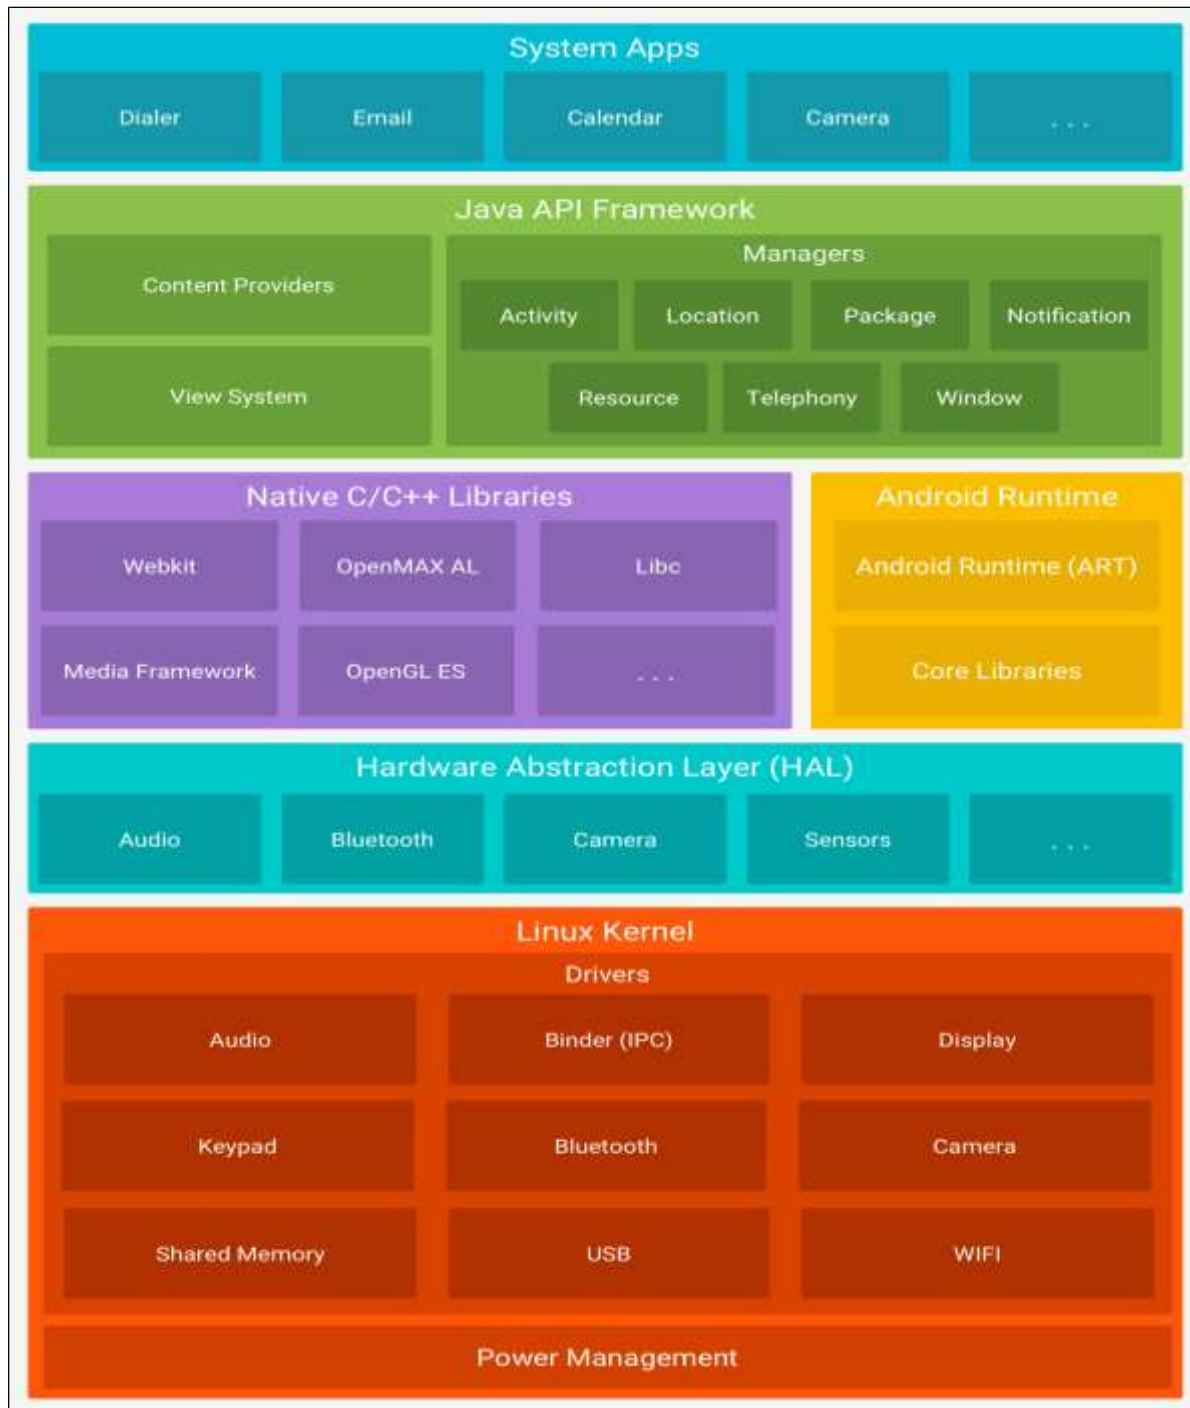 System Apps
Dialer
Email
Calendar
Camera
. . .
Java API Framework
Content Providers
View System
Managers
Activity
Location
Package
Notification
Resource
Telephony
Window
Native C/C++ Libraries
Webkit
OpenMAX AL
Libc
Media Framework
OpenGL ES
. . .
Android Runtime
Android Runtime (ART)
Core Libraries
Hardware Abstraction Layer (HAL)
Audio
Bluetooth
Camera
Sensors
. . .
Linux Kernel
Drivers
Audio
Binder (IPC)
Display
Keypad
Bluetooth
Camera
Shared Memory
USB
WIFI
Power Management